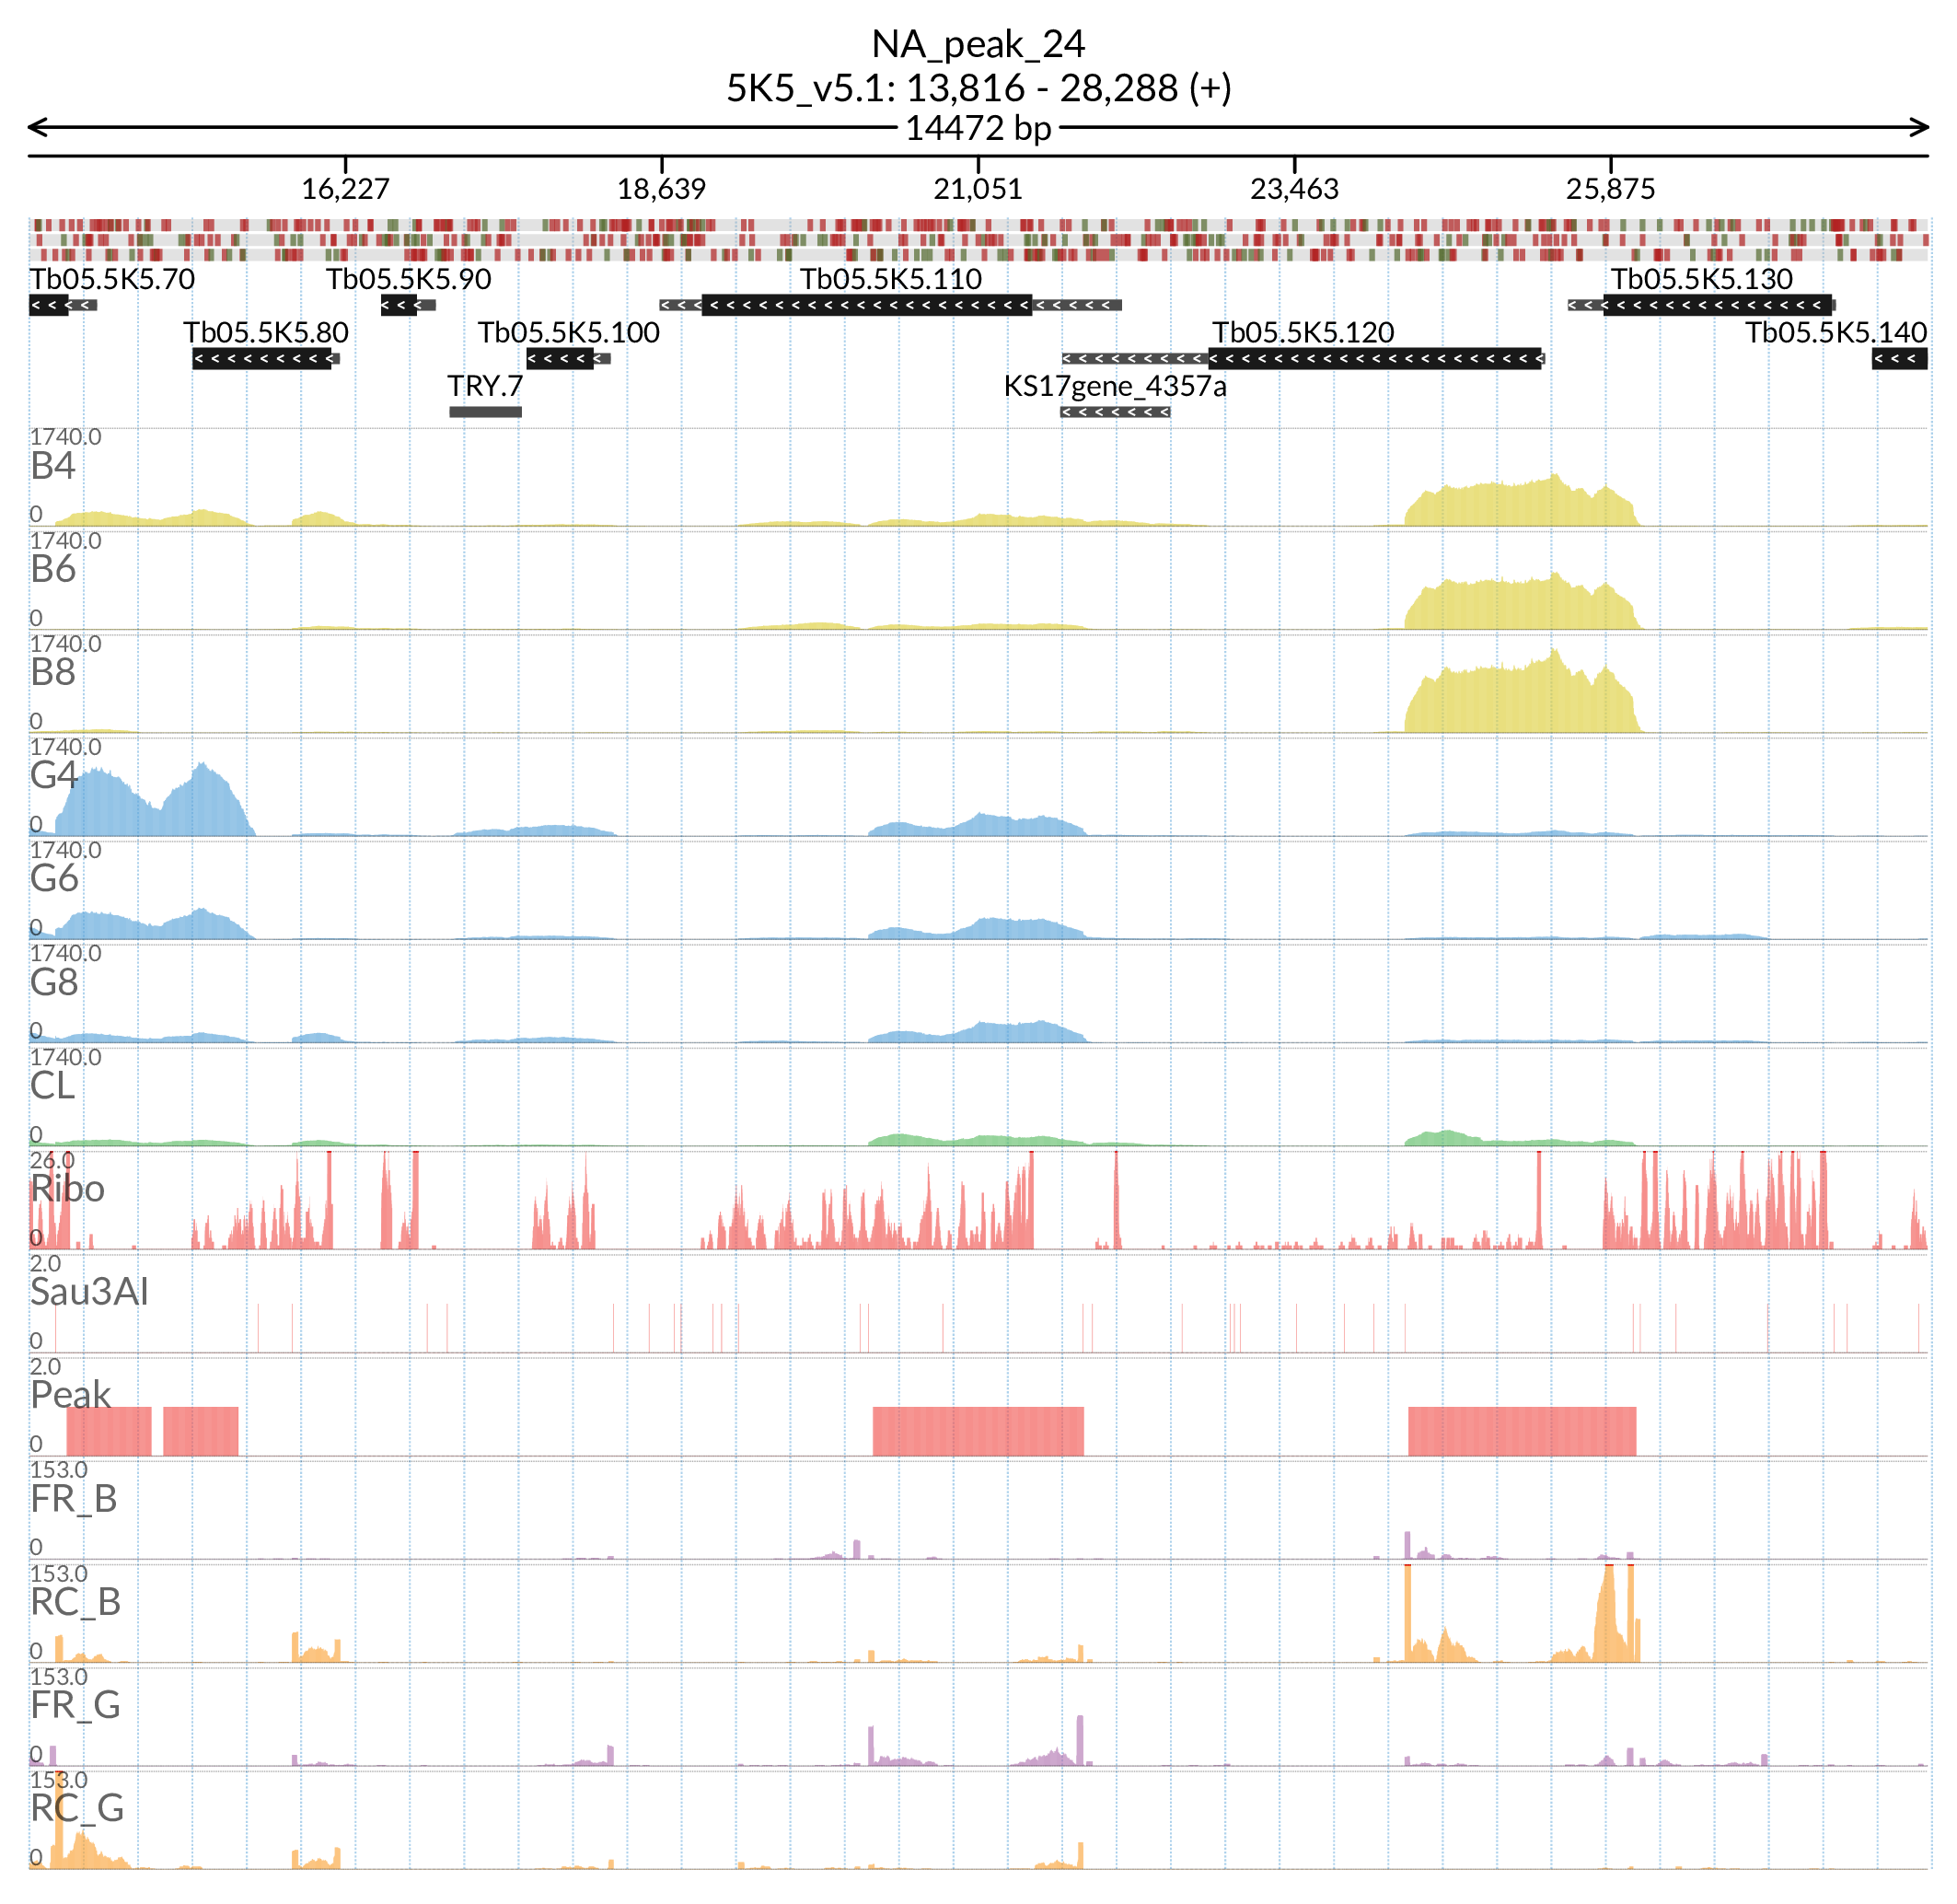 NA_peak_24
5K5_v5.1: 13,816 - 28,288 (+)
14472 bp
16,227 18,639 21,051 23,463 25,875
Tb05.5K5.70 Tb05.5K5.90 Tb05.5K5.110 Tb05.5K5.130
Tb05.5K5.80 Tb05.5K5.100 Tb05.5K5.120 Tb05.5K5.140
TRY.7 KS17gene_4357a
1740.0
B4
0
1740.0
B6
0
1740.0
B8
0
1740.0
G4
0
1740.0
G6
0
1740.0
G8
0
1740.0
CL
0
26.0
Ribo
0
2.0
Sau3AI
0
2.0
Peak
0
153.0
FR_B
0
153.0
RC_B
0
153.0
FR_G
0
153.0
RC_G
0